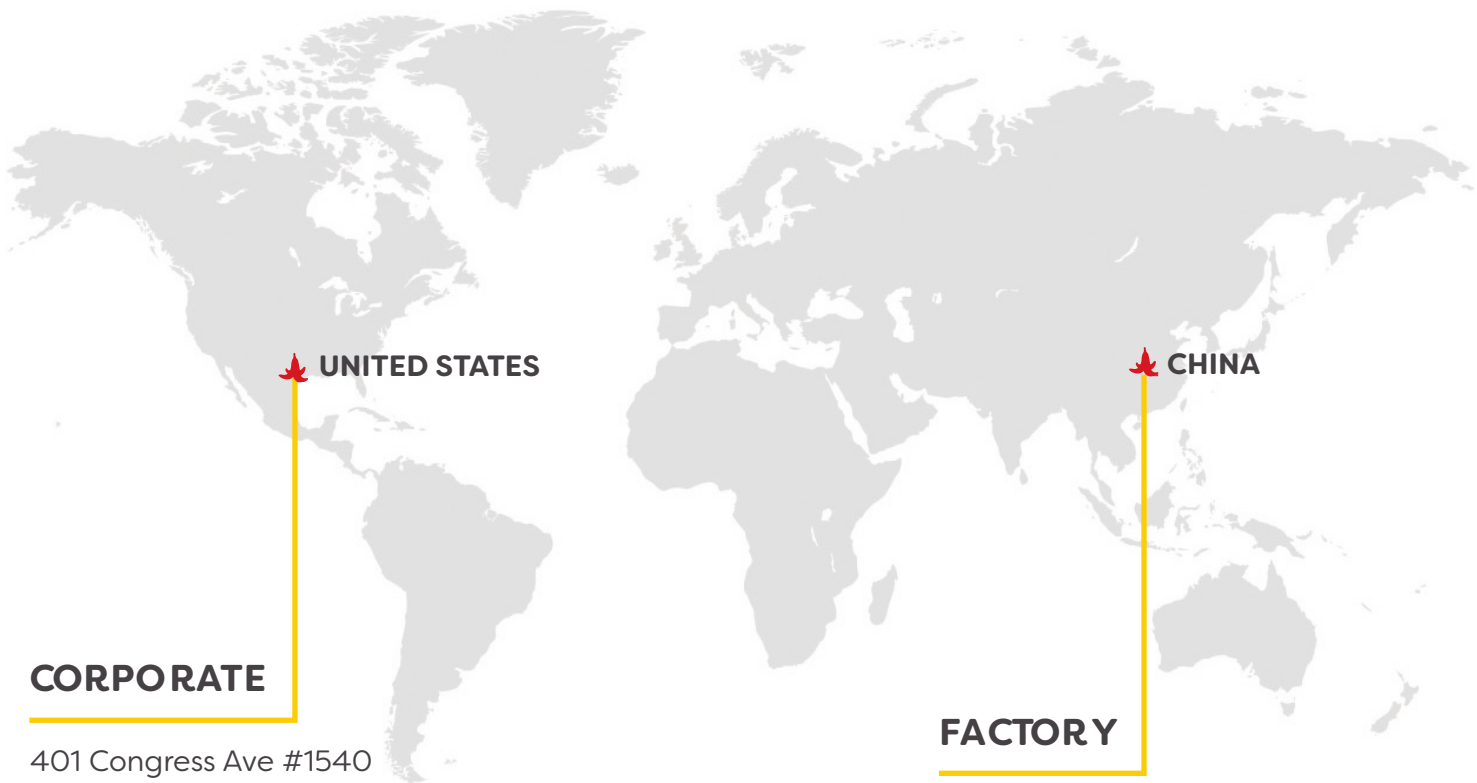 UNITED STATES
CHINA
CORPORATE
401 Congress Ave #1540
FACTORY